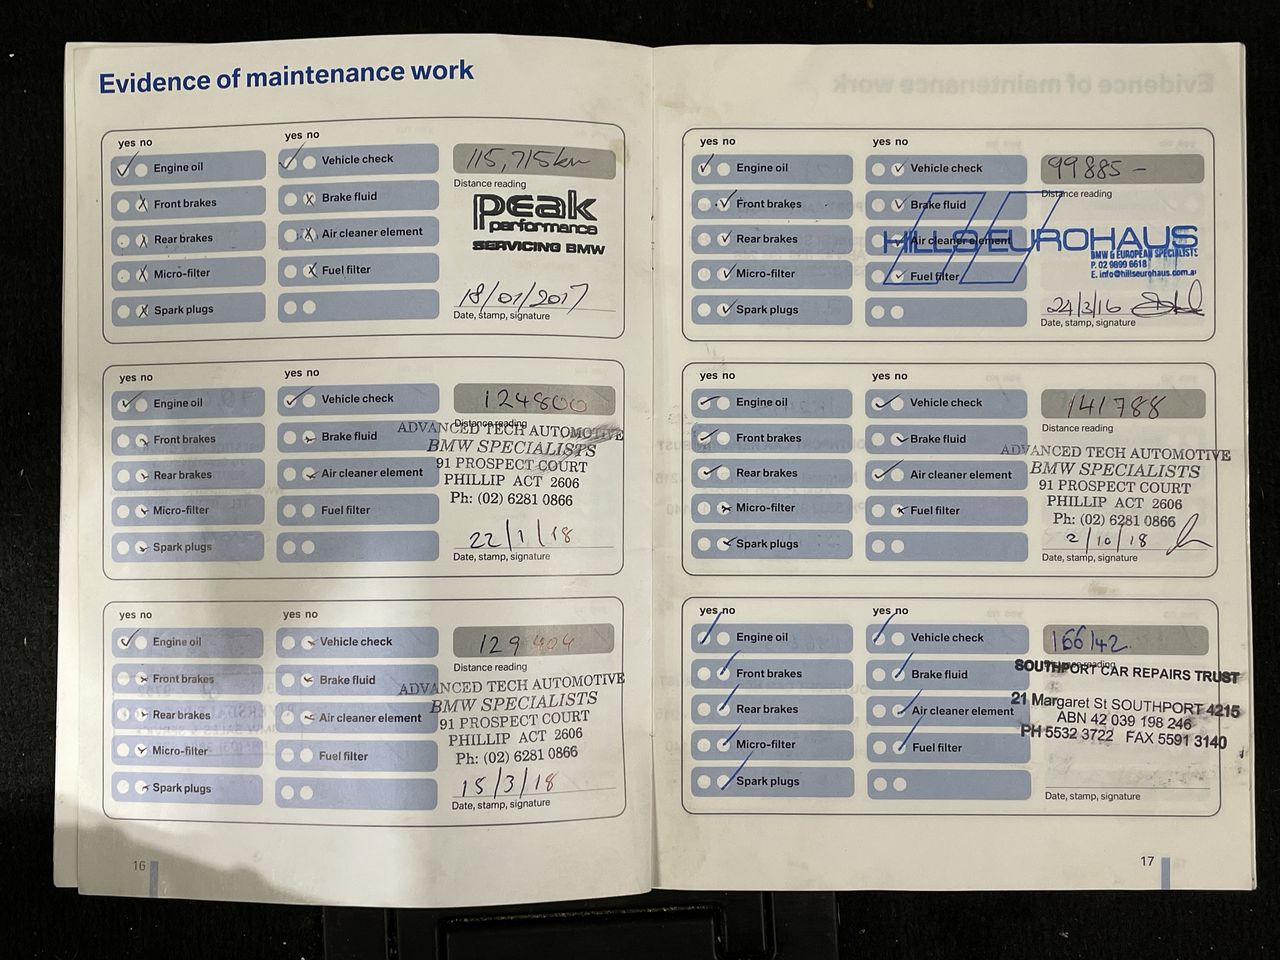 Evidence of maintenance work
yes no
yes no
Engine oil
Vehicle check
115,715km
Distance reading
Front brakes
Brake fluid
peak
performance
SERVICING BMW
Rear brakes
Air cleaner element
Micro-filter
Fuel filter
Spark plugs
18/01/2017
Date, stamp, signature
yes no
yes no
Engine oil
Vehicle check
124800
Distance reading
Front brakes
Brake fluid
ADVANCED TECH AUTOMOTIVE
BMW SPECIALISTS
91 PROSPECT COURT
PHILLIP ACT 2606
Ph: (02) 6281 0866
Rear brakes
Air cleaner element
Micro-filter
Fuel filter
Spark plugs
22/1/18
Date, stamp, signature
yes no
yes no
Engine oil
Vehicle check
Distance reading
Front brakes
Brake fluid
ADVANCED TECH AUTOMOTIVE
BMW SPECIALISTS
91 PROSPECT COURT
PHILLIP ACT 2606
Ph: (02) 6281 0866
Rear brakes
Air cleaner element
Micro-filter
Fuel filter
Spark plugs
15/3/18
Date, stamp, signature
16
yes no
yes no
Engine oil
Vehicle check
99885 -
Distance reading
Front brakes
Brake fluid
HILLS EUROHAUS
BMW & EUROPEAN SPECIALISTS
P. 02 9899 6618
E. info@hillseurohaus.com.au
Rear brakes
Air cleaner element
Micro-filter
Fuel filter
Spark plugs
24/3/16
Date, stamp, signature
yes no
yes no
Engine oil
Vehicle check
141788
Distance reading
Front brakes
Brake fluid
ADVANCED TECH AUTOMOTIVE
BMW SPECIALISTS
91 PROSPECT COURT
PHILLIP ACT 2606
Ph: (02) 6281 0866
Rear brakes
Air cleaner element
Micro-filter
Fuel filter
Spark plugs
2/10/18
Date, stamp, signature
yes no
yes no
Engine oil
Vehicle check
166142.
Distance reading
Front brakes
Brake fluid
SOUTHPORT CAR REPAIRS TRUST
21 Margaret St SOUTHPORT 4215
ABN 42 039 198 246
PH 5532 3722 FAX 5591 3140
Rear brakes
Air cleaner element
Micro-filter
Fuel filter
Spark plugs
Date, stamp, signature
17